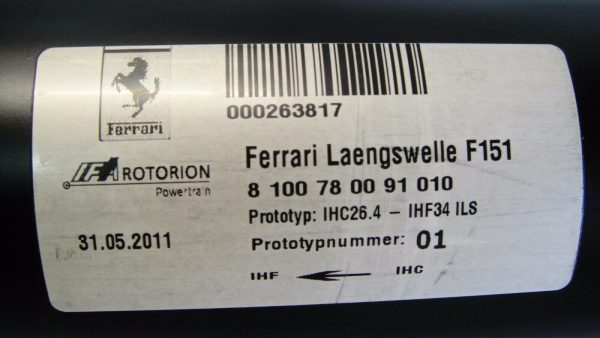 Ferrari
000263817
IFA ROTORION
Powertrain
31.05.2011
Ferrari Laengswelle F151
8 100 78 00 91 010
Prototyp: IHC26.4 – IHF34 ILS
Prototypnummer: 01
IHF IHC